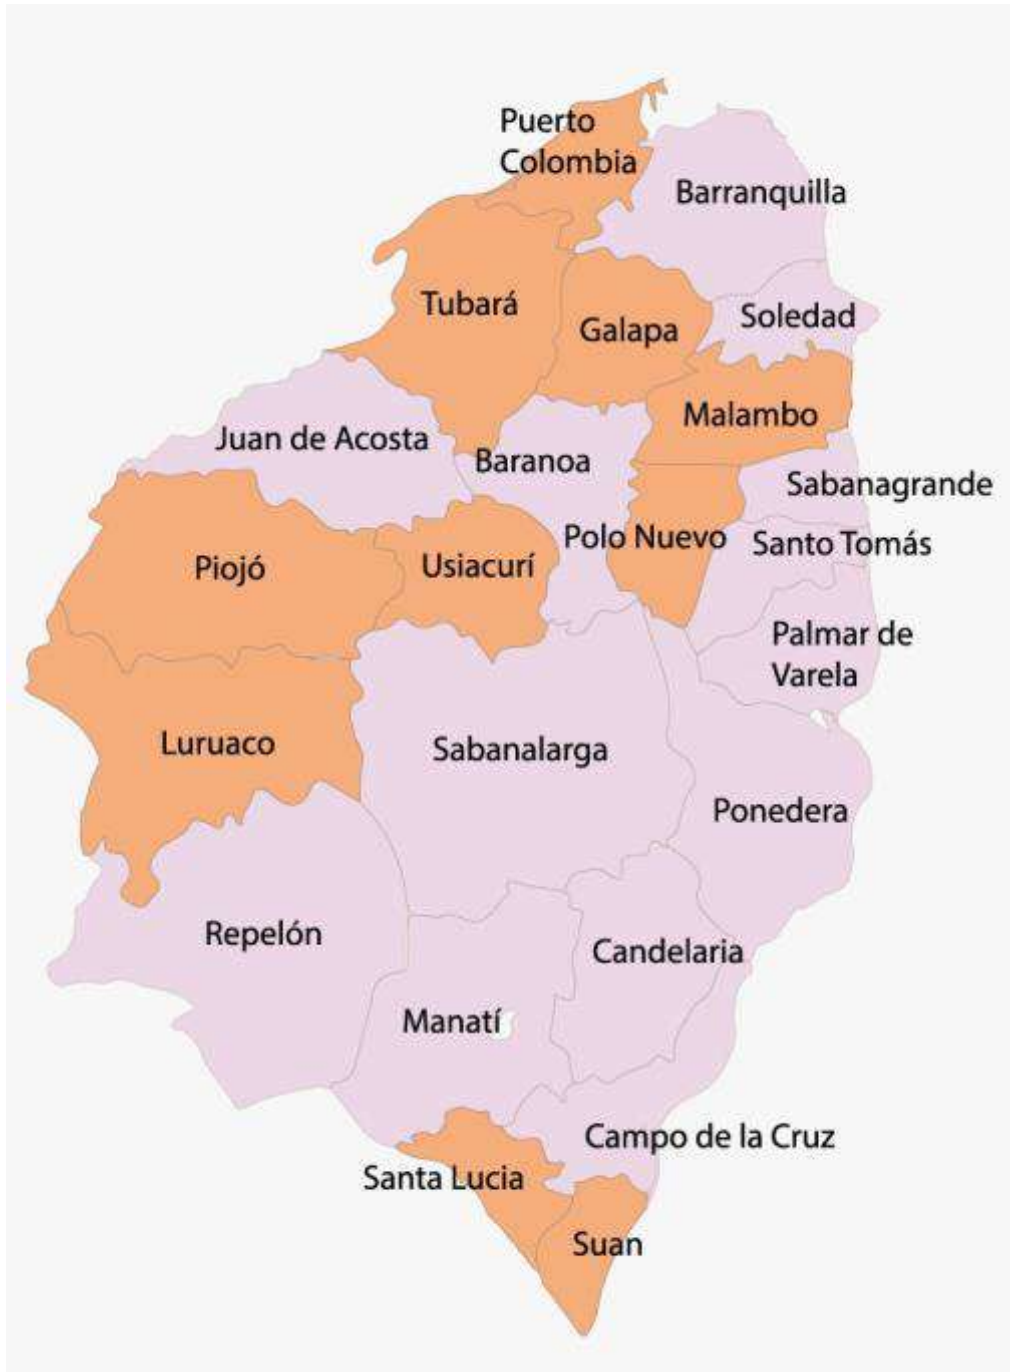 Puerto
Colombia
Barranquilla
Tubará
Soledad
Galapa
Malambo
Juan de Acosta
Baranoa
Sabanagrande
Polo Nuevo
Santo Tomás
Piojó
Usiacurí
Palmar de
Varela
Luruaco
Sabanalarga
Ponedera
Repelón
Candelaria
Manatí
Campo de la Cruz
Santa Lucia
Suan